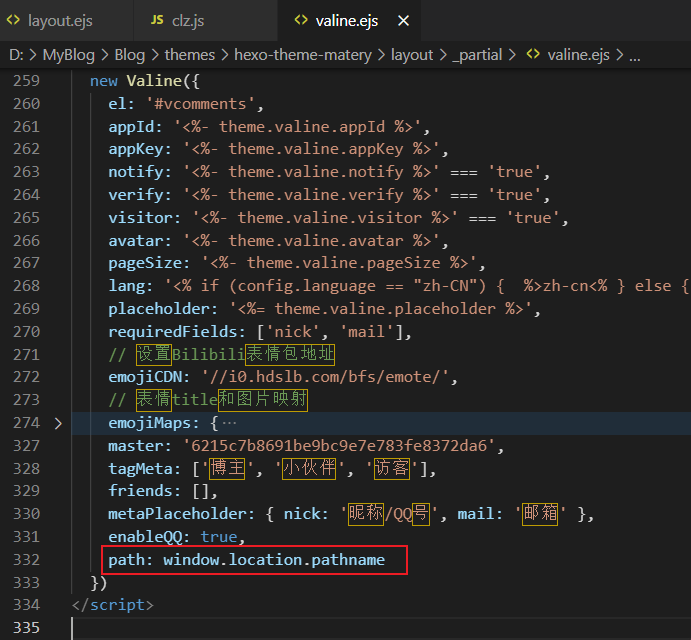 layout.ejs JS clz.js valine.ejs
D: > MyBlog > Blog > themes > hexo-theme-matery > layout > _partial > valine.ejs > ...
259 new Valine({
260 el: '#vcomments',
261 appId: '<%- theme.valine.appId %>',
262 appKey: '<%- theme.valine.appKey %>',
263 notify: '<%- theme.valine.notify %>' === 'true',
264 verify: '<%- theme.valine.verify %>' === 'true',
265 visitor: '<%- theme.valine.visitor %>' === 'true',
266 avatar: '<%- theme.valine.avatar %>',
267 pageSize: '<%- theme.valine.pageSize %>',
268 lang: '<% if (config.language == "zh-CN") {  %>zh-cn<% } else {
269 placeholder: '<%= theme.valine.placeholder %>',
270 requiredFields: ['nick', 'mail'],
271 // 设置Bilibili表情包地址
272 emojiCDN: '//i0.hdslb.com/bfs/emote/',
273 // 表情title和图片映射
274 emojiMaps: {…
327 master: '6215c7b8691be9bc9e7e783fe8372da6',
328 tagMeta: ['博主', '小伙伴', '访客'],
329 friends: [],
330 metaPlaceholder: { nick: '昵称/QQ号', mail: '邮箱' },
331 enableQQ: true,
332 path: window.location.pathname
333 })
334 </script>
335